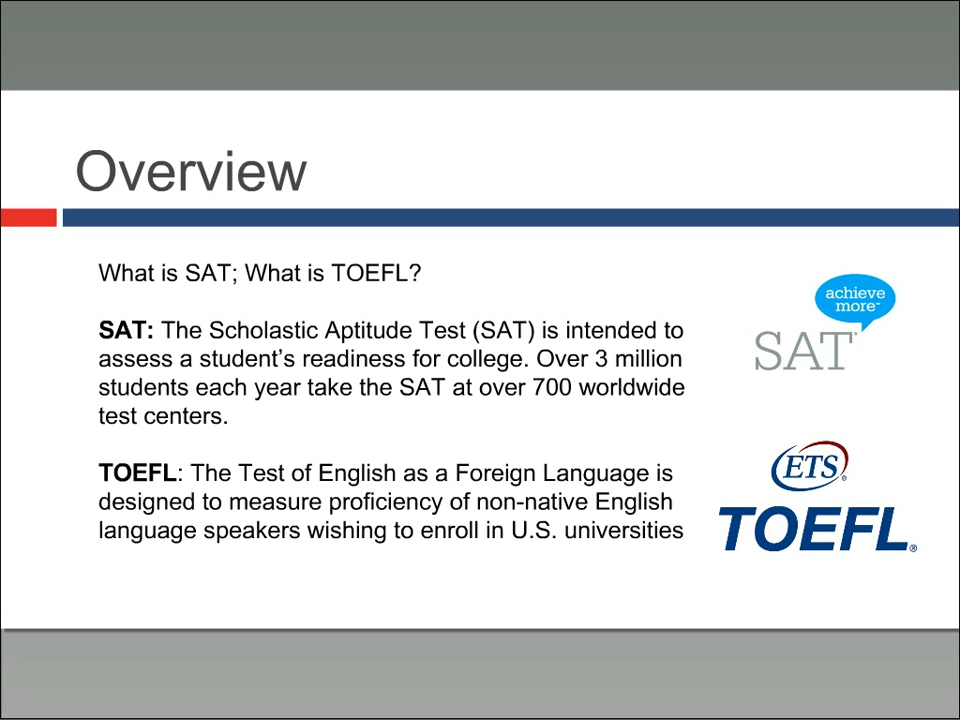 Overview
What is SAT; What is TOEFL?
SAT: The Scholastic Aptitude Test (SAT) is intended to
assess a student’s readiness for college. Over 3 million
students each year take the SAT at over 700 worldwide
test centers.
TOEFL: The Test of English as a Foreign Language is
designed to measure proficiency of non-native English
language speakers wishing to enroll in U.S. universities
achieve
more™
SAT®
ETS®
TOEFL®